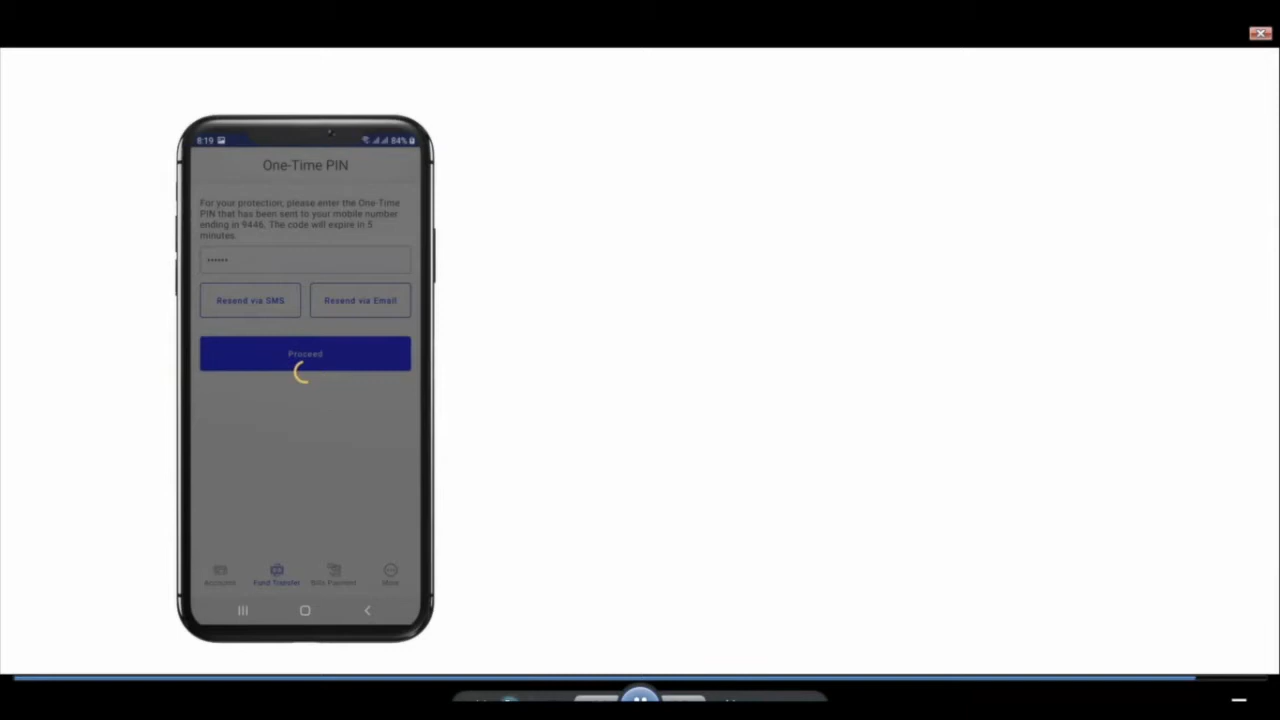 8:19 84%
One-Time PIN
For your protection, please enter the One-Time
PIN that has been sent to your mobile number
ending in 9446. The code will expire in 5
minutes.
Resend via SMS Resend via Email
Proceed
Accounts Fund Transfer Bills Payment More